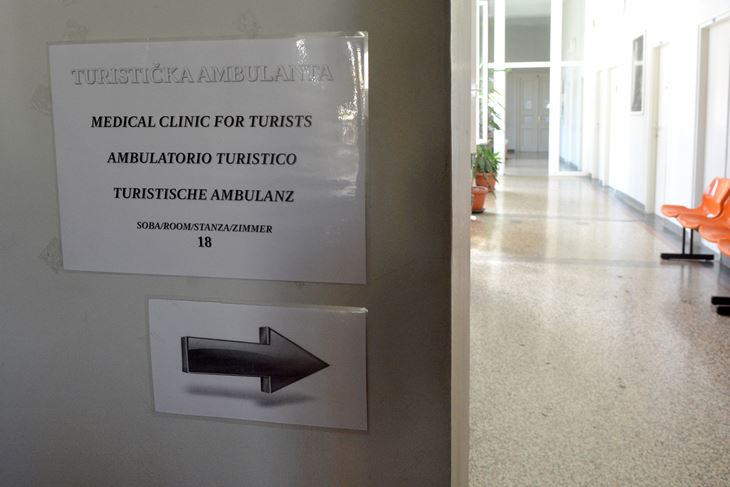 TURISTIČKA AMBULANTA
MEDICAL CLINIC FOR TURISTS
AMBULATORIO TURISTICO
TURISTISCHE AMBULANZ
SOBA/ROOM/STANZA/ZIMMER
18